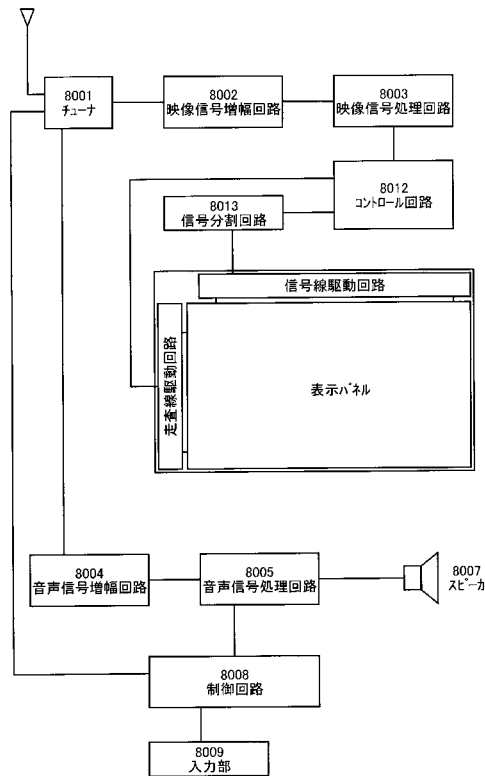 8001
チューナ
8002
映像信号増幅回路
8003
映像信号処理回路
8012
コントロール回路
8013
信号分割回路
信号線駆動回路
走査線駆動回路
表示パネル
8004
音声信号増幅回路
8005
音声信号処理回路
8007
スピーカ
8008
制御回路
8009
入力部